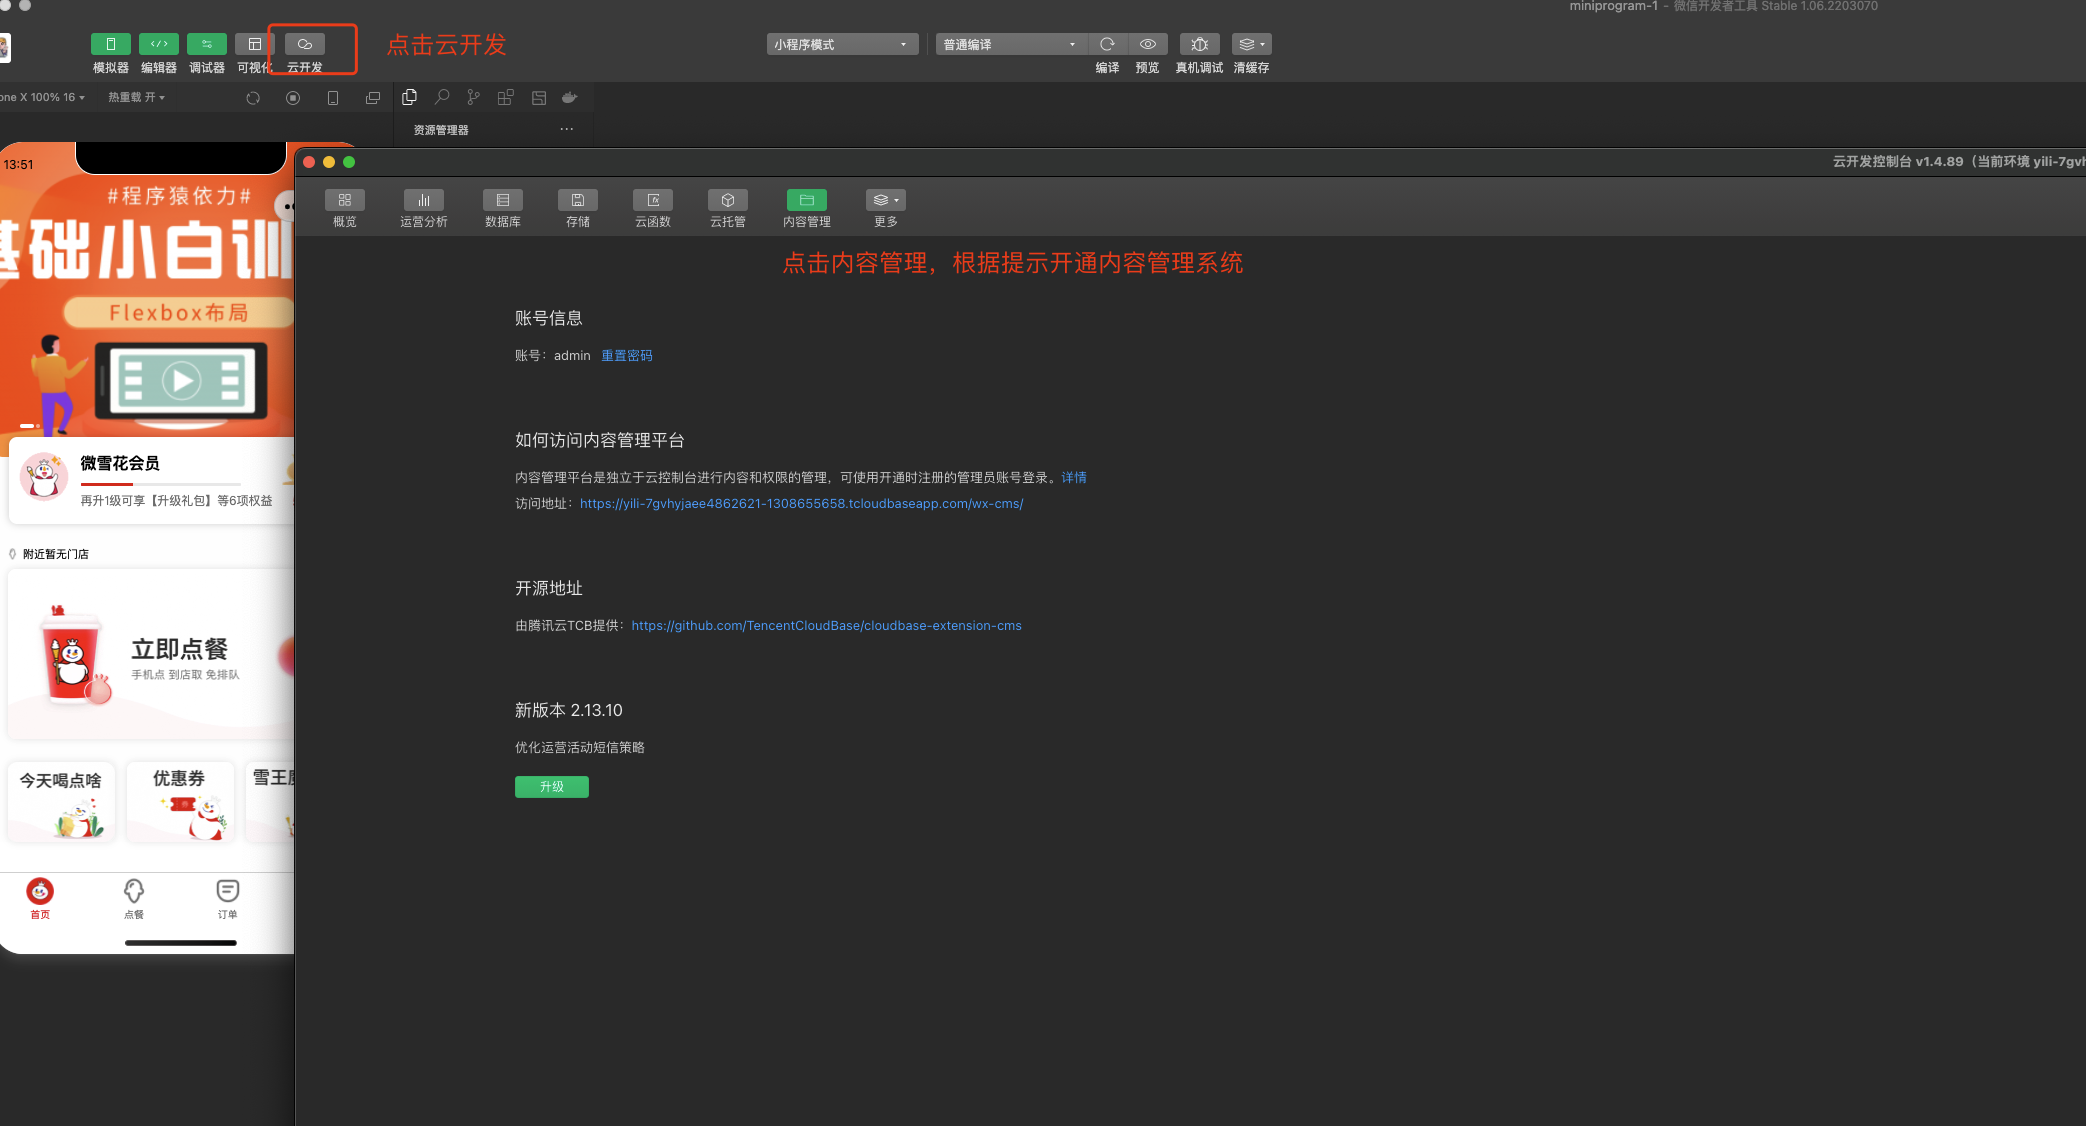 miniprogram-1 - 微信开发者工具 Stable 1.06.2203070
点击云开发
小程序模式
普通编译
模拟器 编辑器 调试器 可视化 云开发
编译 预览 真机调试 清缓存
one X 100% 16
热重载 开
资源管理器
13:51
云开发控制台 v1.4.89（当前环境 yili-7gvh
概览 运营分析 数据库 存储 云函数 云托管 内容管理 更多
点击内容管理，根据提示开通内容管理系统
#程序猿依力#
基础小白训
Flexbox布局
账号信息
账号：admin 重置密码
如何访问内容管理平台
内容管理平台是独立于云控制台进行内容和权限的管理，可使用开通时注册的管理员账号登录。详情
访问地址：https://yili-7gvhyjaee4862621-1308655658.tcloudbaseapp.com/wx-cms/
开源地址
由腾讯云TCB提供：https://github.com/TencentCloudBase/cloudbase-extension-cms
新版本 2.13.10
优化运营活动短信策略
升级
微雪花会员
再升1级可享【升级礼包】等6项权益
附近暂无门店
立即点餐
手机点 到店取 免排队
今天喝点啥
优惠券
雪王
首页
点餐
订单